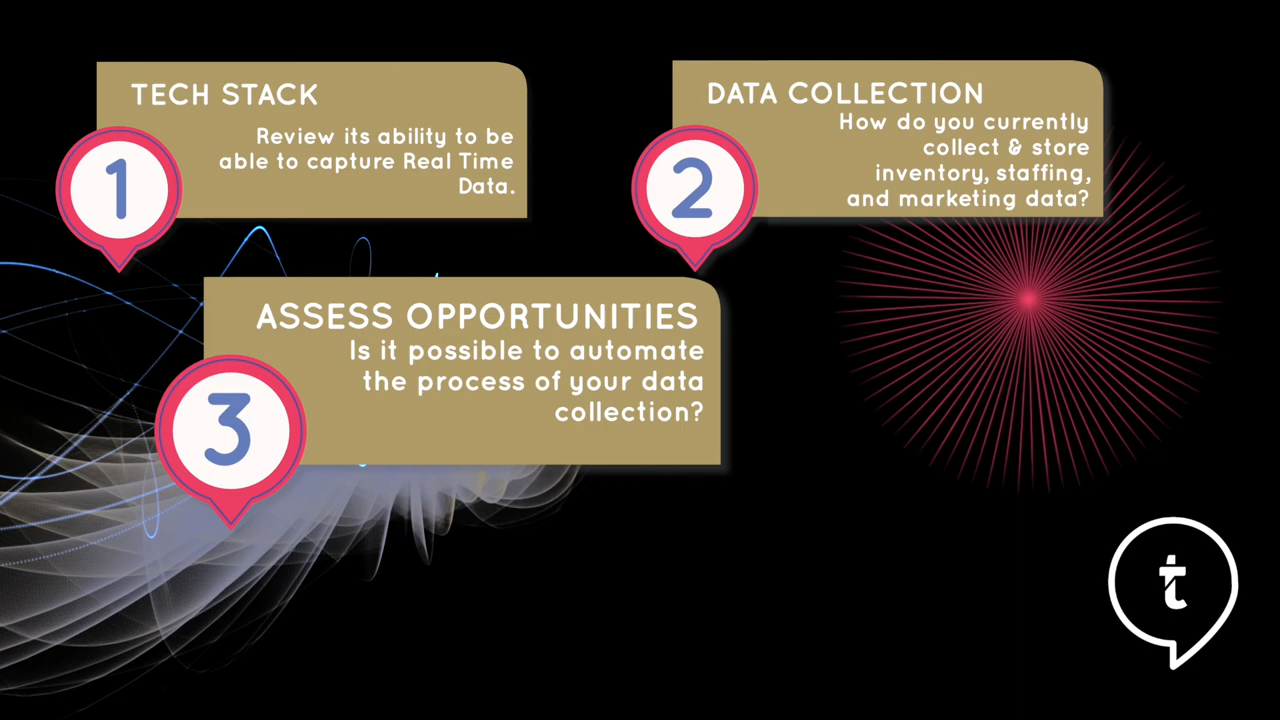 TECH STACK
Review its ability to be
able to capture Real Time
Data.
1
DATA COLLECTION
How do you currently
collect & store
inventory, staffing,
and marketing data?
2
ASSESS OPPORTUNITIES
Is it possible to automate
the process of your data
collection?
3
t